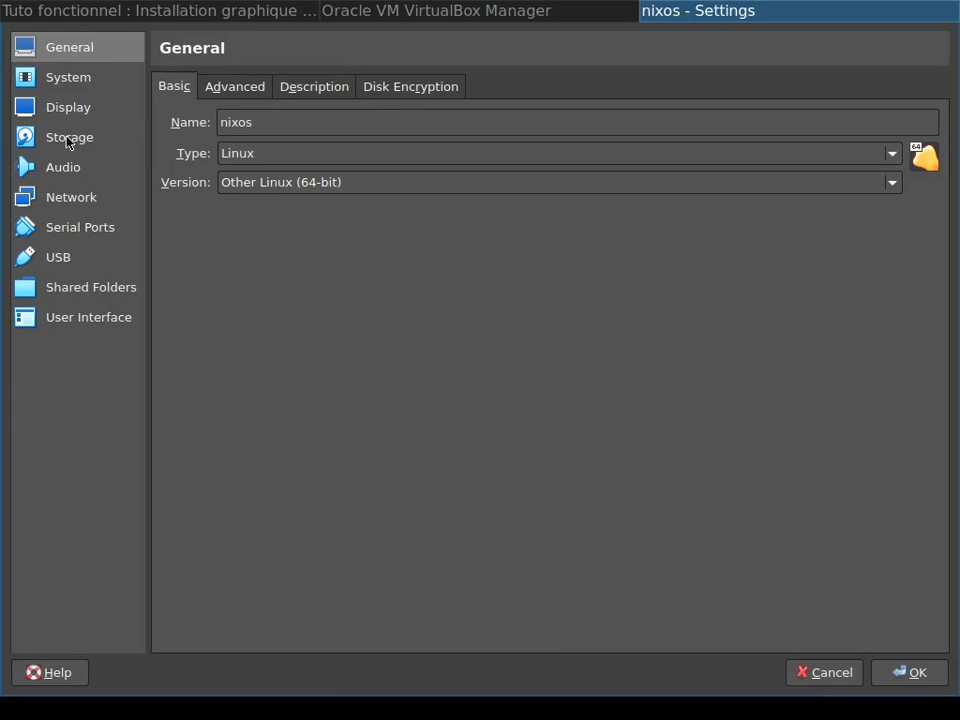 Tuto fonctionnel : Installation graphique ... Oracle VM VirtualBox Manager nixos - Settings
General
System
Display
Storage
Audio
Network
Serial Ports
USB
Shared Folders
User Interface
General
Basic Advanced Description Disk Encryption
Name: nixos
Type: Linux
64
Version: Other Linux (64-bit)
Help Cancel OK